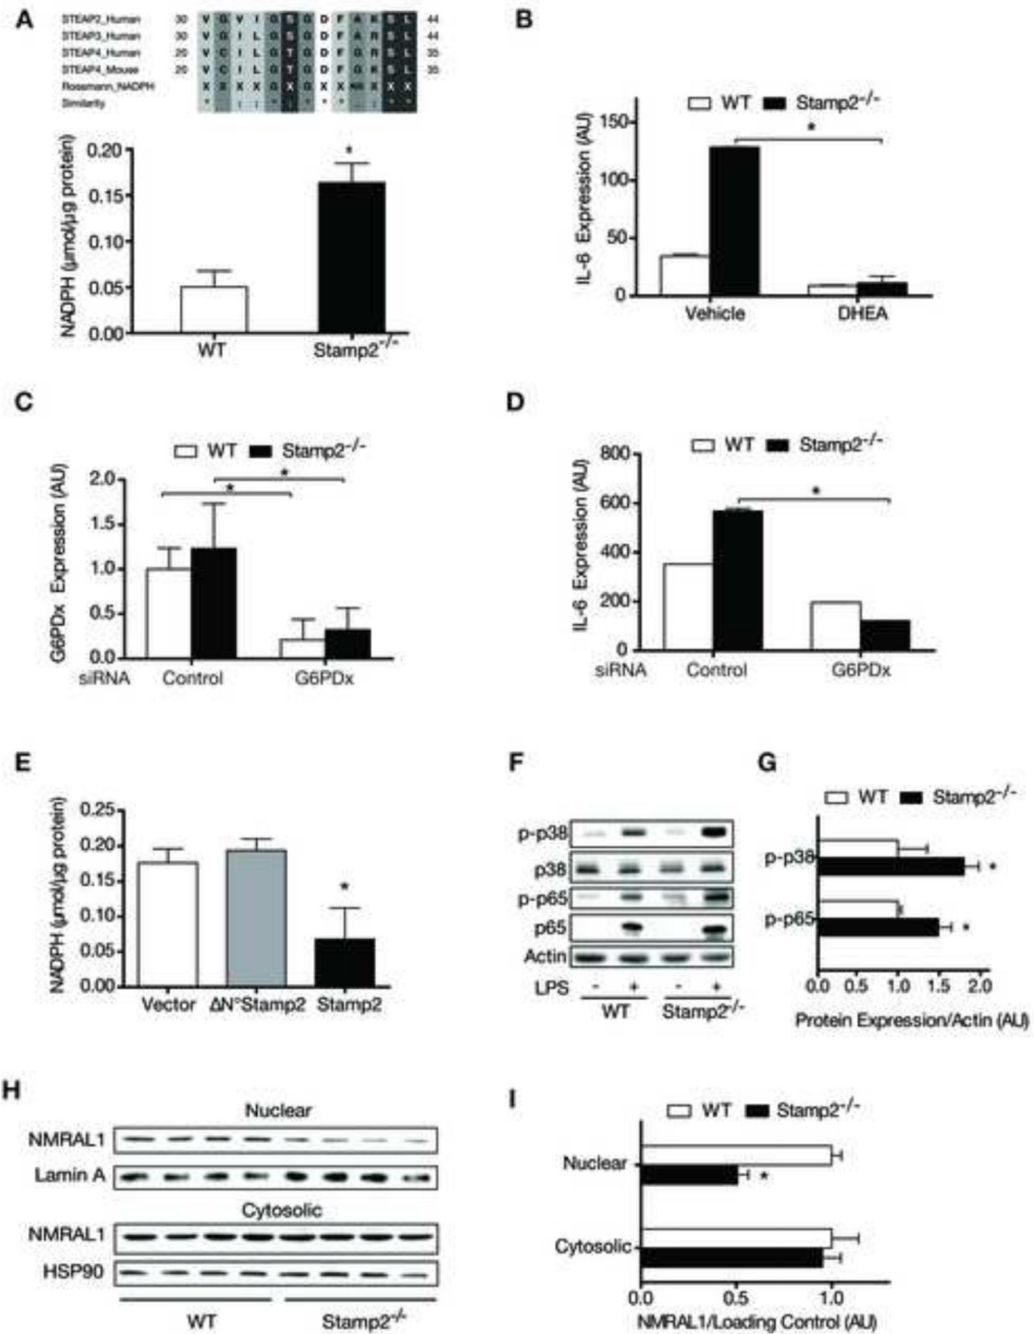 A
STEAP2_Human 30 V G V I G S G D F A K S L 44
STEAP3_Human 30 V G V I L G S G D F A R S L 44
STEAP4_Human 20 V C I L G T G D F G R S L 35
STEAP4_Mouse 20 V C I L G T G D F G K S L 35
Rossmann_NADPH X X X X G X G X X X X
Similarity
NADPH (µmol/µg protein)
0.20
*
0.15
0.10
0.05
0.00
WT Stamp2-/-
B
WT Stamp2-/-
IL-6 Expression (AU)
150
*
100
50
0
Vehicle DHEA
C
WT Stamp2-/-
G6PDx Expression (AU)
2.0
*
*
1.5
1.0
0.5
0.0
siRNA Control G6PDx
D
WT Stamp2-/-
IL-6 Expression (AU)
800
600
*
400
200
0
siRNA Control G6PDx
E
NADPH (µmol/µg protein)
0.25
0.20
0.15
*
0.10
0.05
0.00
Vector ΔN°Stamp2 Stamp2
F
p-p38
p38
p-p65
p65
Actin
LPS - + - +
WT Stamp2-/-
G
WT Stamp2-/-
p-p38
*
p-p65
*
0.0 0.5 1.0 1.5 2.0
Protein Expression/Actin (AU)
H
Nuclear
NMRAL1
Lamin A
Cytosolic
NMRAL1
HSP90
WT Stamp2-/-
I
WT Stamp2-/-
Nuclear
*
Cytosolic
0.0 0.5 1.0
NMRAL1/Loading Control (AU)